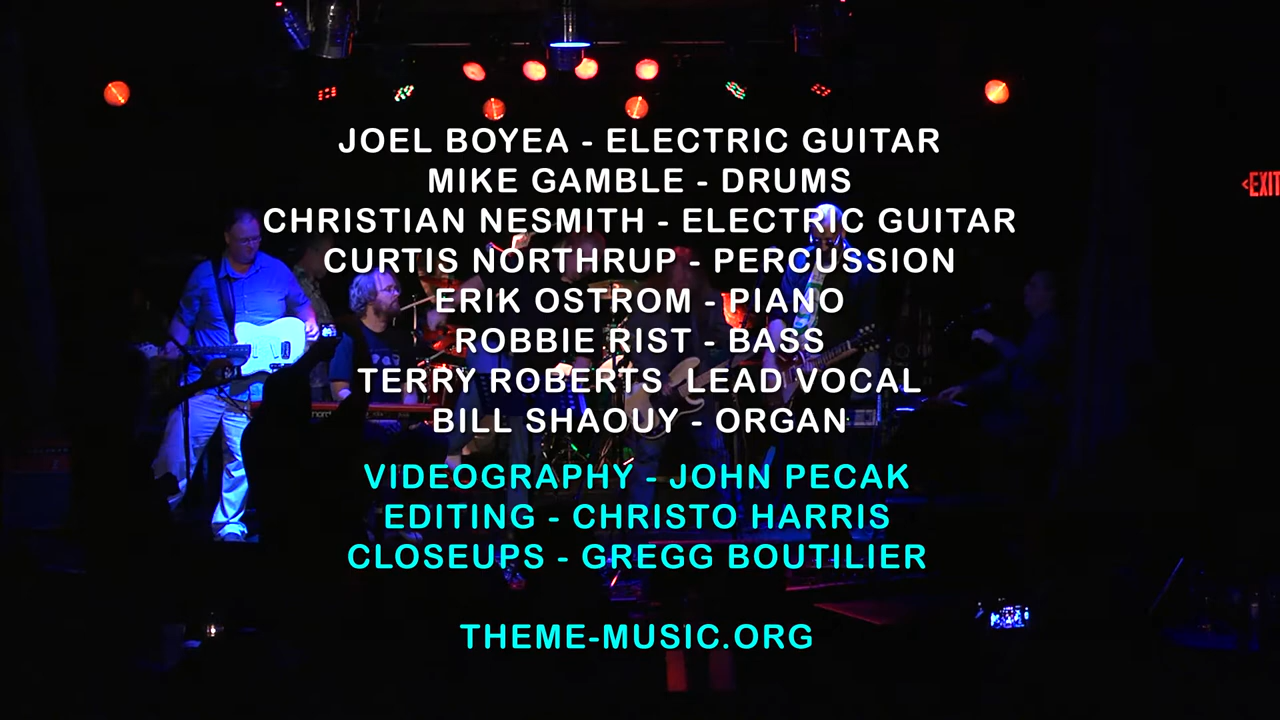 JOEL BOYEA - ELECTRIC GUITAR
MIKE GAMBLE - DRUMS
CHRISTIAN NESMITH - ELECTRIC GUITAR
<EXIT
CURTIS NORTHRUP - PERCUSSION
ERIK OSTROM - PIANO
ROBBIE RIST - BASS
TERRY ROBERTS LEAD VOCAL
BILL SHAOUY - ORGAN
nord
VIDEOGRAPHY - JOHN PECAK
EDITING - CHRISTO HARRIS
CLOSEUPS - GREGG BOUTILIER
THEME-MUSIC.ORG